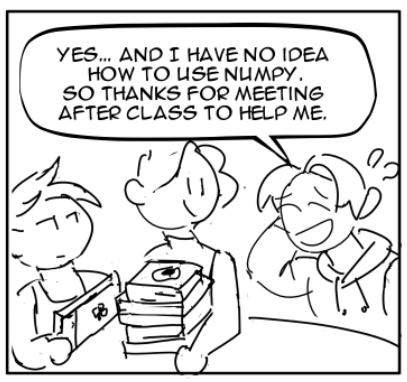 YES... AND I HAVE NO IDEA
HOW TO USE NUMPY.
SO THANKS FOR MEETING
AFTER CLASS TO HELP ME.
??